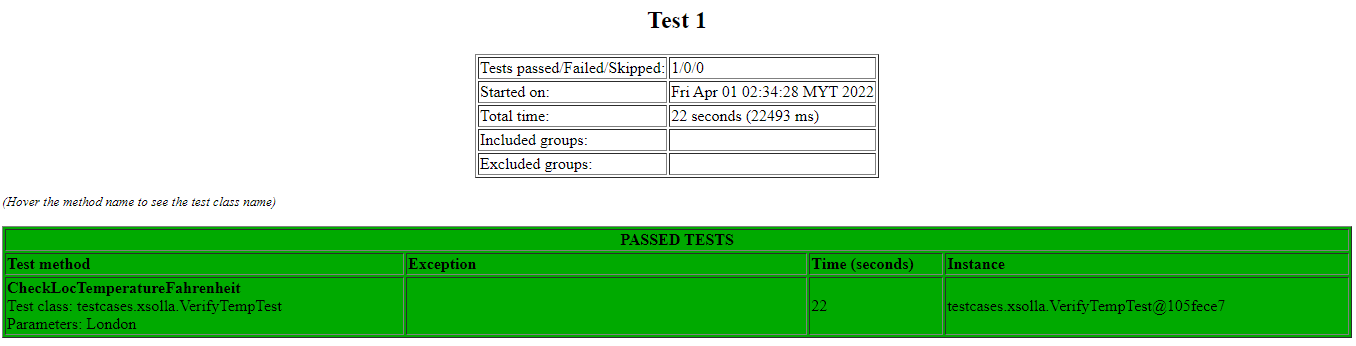 Test 1
Tests passed/Failed/Skipped: 1/0/0
Started on: Fri Apr 01 02:34:28 MYT 2022
Total time: 22 seconds (22493 ms)
Included groups:
Excluded groups:
(Hover the method name to see the test class name)
PASSED TESTS
Test method Exception Time (seconds) Instance
CheckLocTemperatureFahrenheit
Test class: testcases.xsolla.VerifyTempTest 22 testcases.xsolla.VerifyTempTest@105fece7
Parameters: London